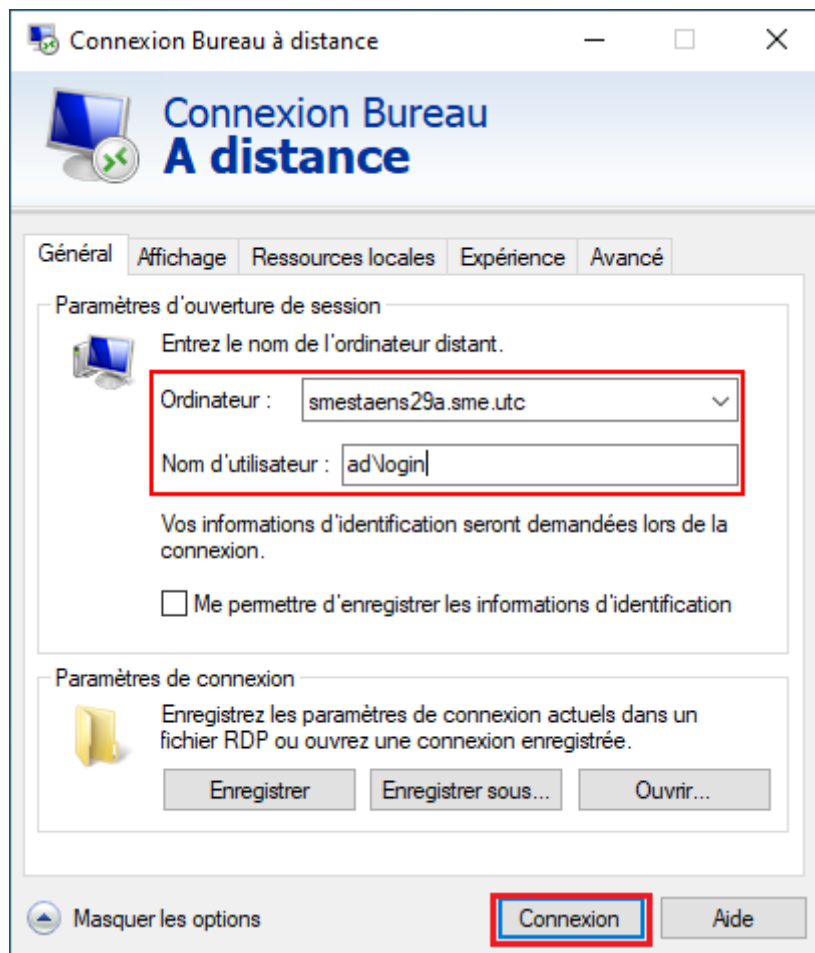 Connexion Bureau à distance
Connexion Bureau
A distance
Général Affichage Ressources locales Expérience Avancé
Paramètres d'ouverture de session
Entrez le nom de l'ordinateur distant.
Ordinateur : smestaens29a.sme.utc
Nom d'utilisateur : ad\login
Vos informations d'identification seront demandées lors de la
connexion.
Me permettre d'enregistrer les informations d'identification
Paramètres de connexion
Enregistrez les paramètres de connexion actuels dans un
fichier RDP ou ouvrez une connexion enregistrée.
Enregistrer Enregistrer sous... Ouvrir...
Masquer les options Connexion Aide